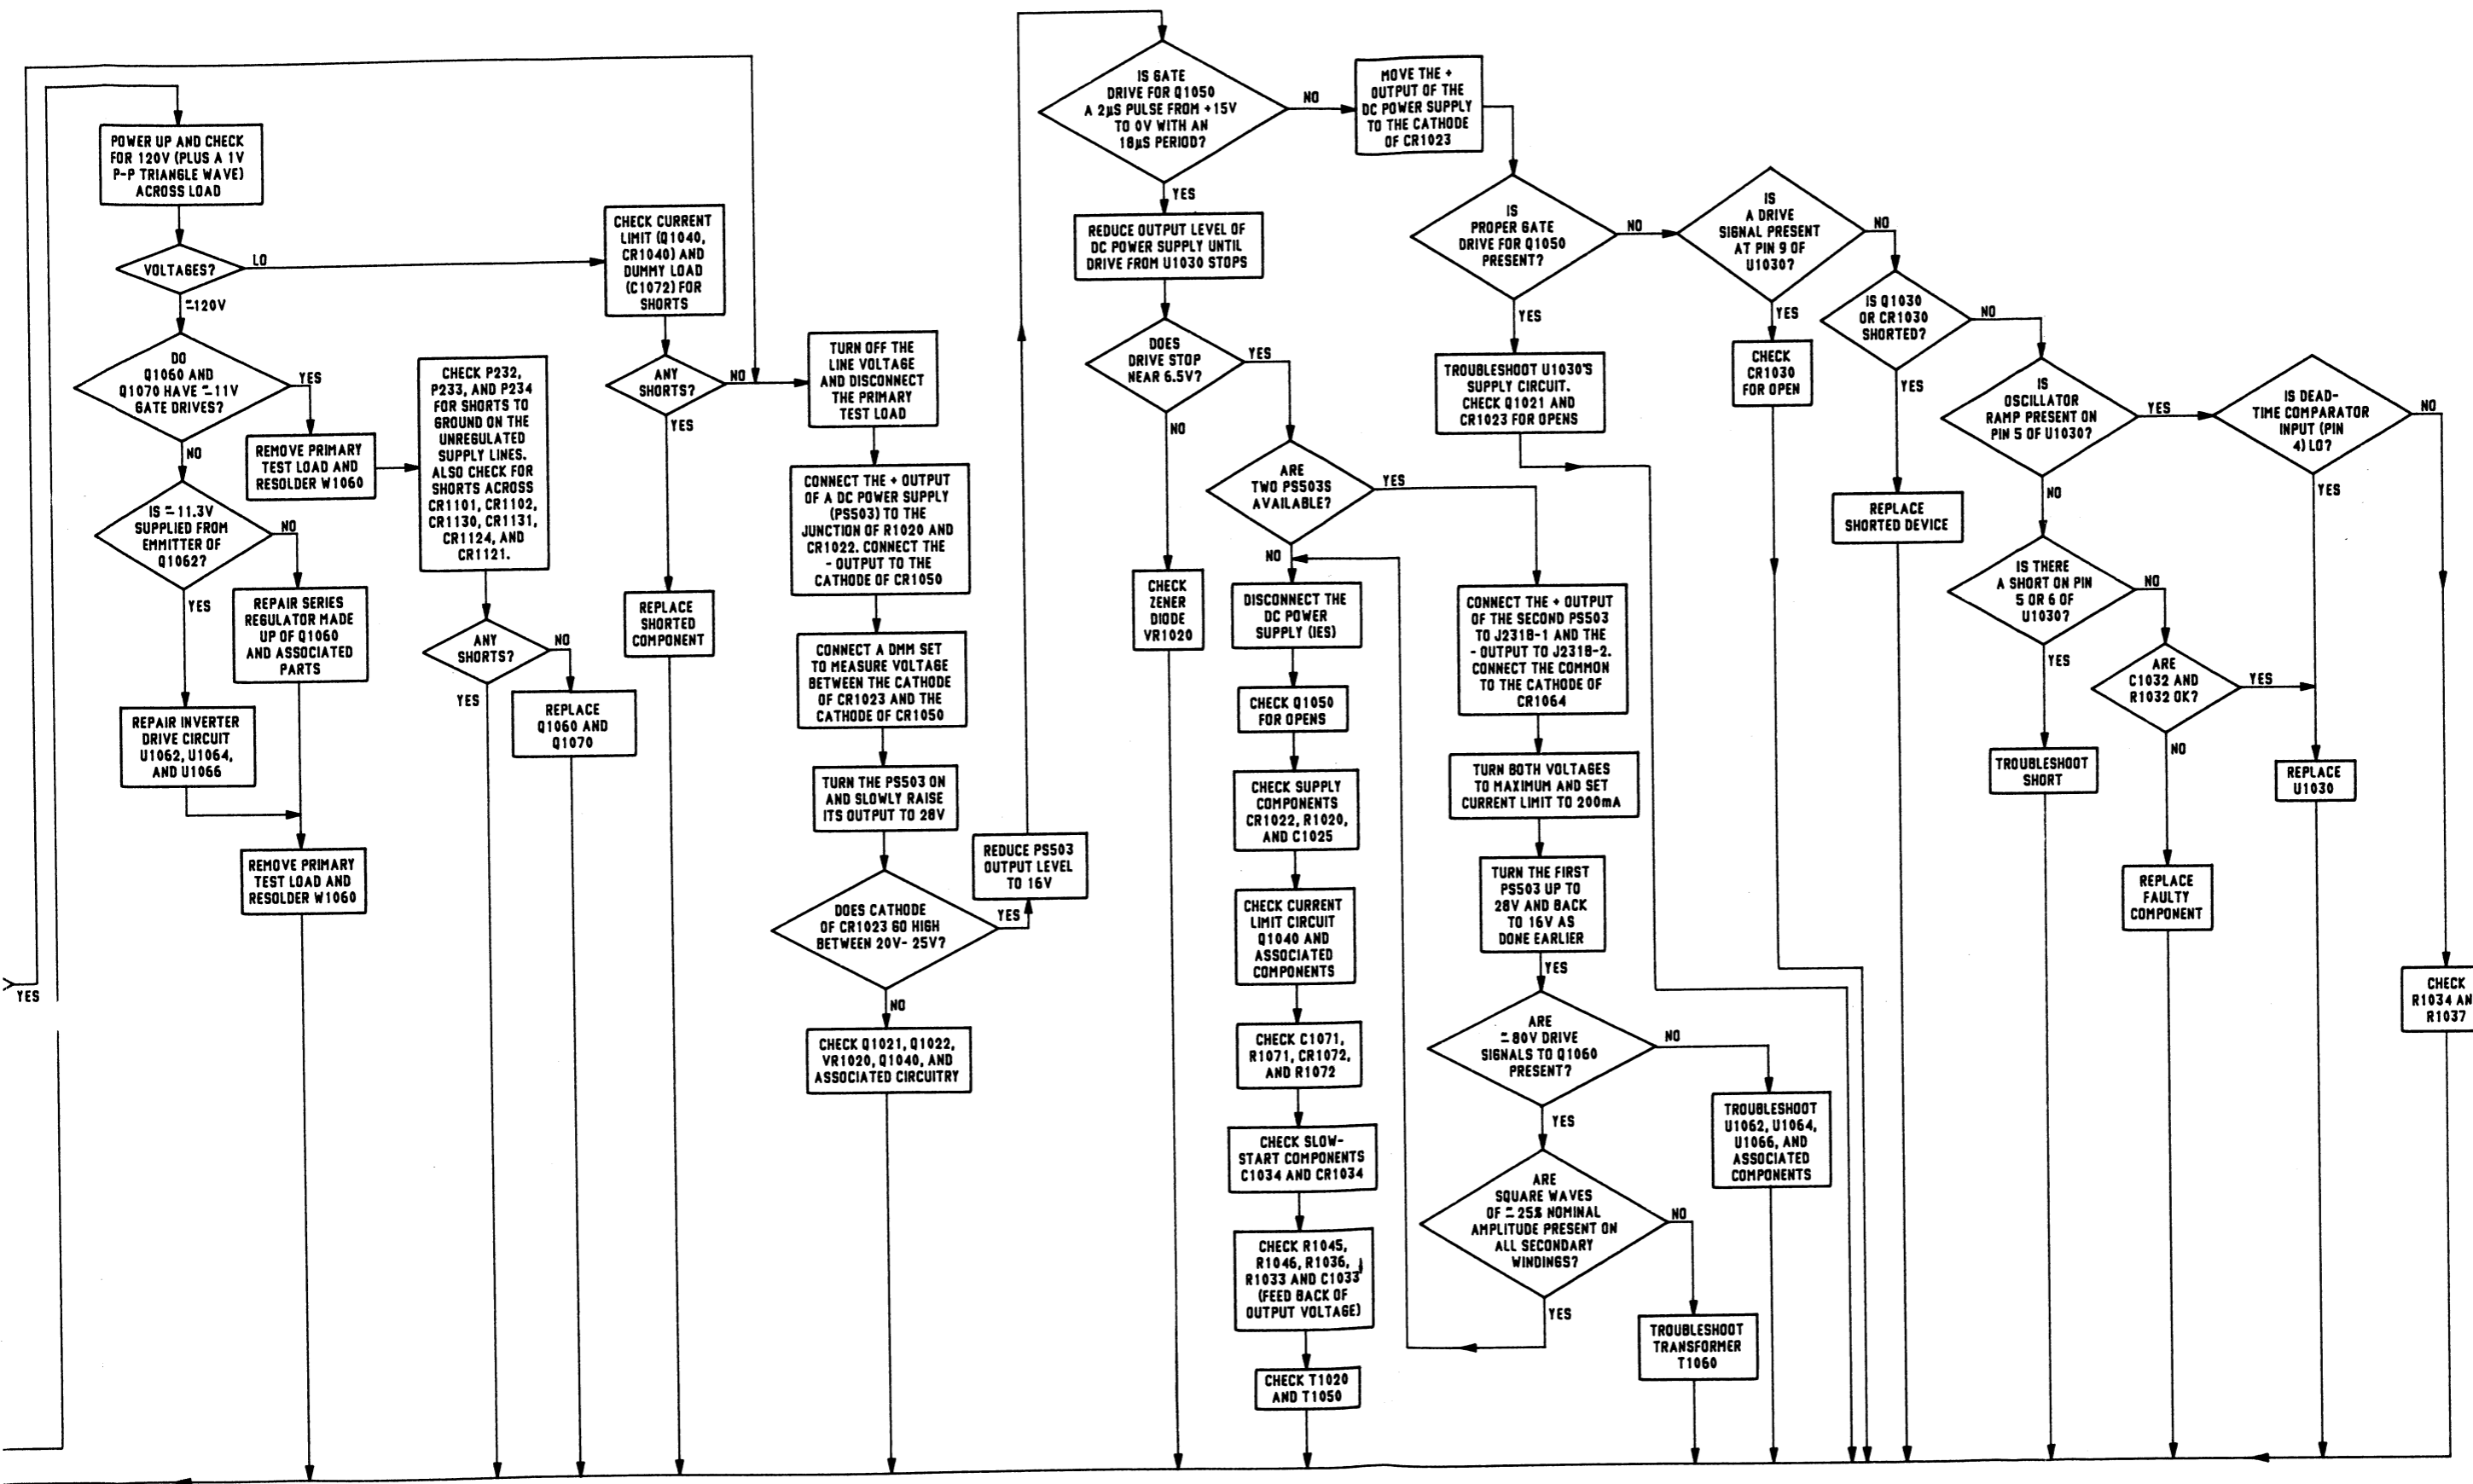 POWER UP AND CHECK
FOR 120V (PLUS A 1V
P-P TRIANGLE WAVE)
ACROSS LOAD
VOLTAGES?
LO
≃120V
DO
Q1060 AND
Q1070 HAVE ≃11V
GATE DRIVES?
YES
NO
REMOVE PRIMARY
TEST LOAD AND
RESOLDER W1060
IS ≃11.3V
SUPPLIED FROM
EMMITTER OF
Q1062?
NO
YES
REPAIR SERIES
REGULATOR MADE
UP OF Q1060
AND ASSOCIATED
PARTS
REPAIR INVERTER
DRIVE CIRCUIT
U1062, U1064,
AND U1066
REMOVE PRIMARY
TEST LOAD AND
RESOLDER W1060
YES
CHECK P232,
P233, AND P234
FOR SHORTS TO
GROUND ON THE
UNREGULATED
SUPPLY LINES.
ALSO CHECK FOR
SHORTS ACROSS
CR1101, CR1102,
CR1130, CR1131,
CR1124, AND
CR1121.
ANY
SHORTS?
NO
YES
REPLACE
Q1060 AND
Q1070
CHECK CURRENT
LIMIT (Q1040,
CR1040) AND
DUMMY LOAD
(C1072) FOR
SHORTS
ANY
SHORTS?
NO
YES
REPLACE
SHORTED
COMPONENT
TURN OFF THE
LINE VOLTAGE
AND DISCONNECT
THE PRIMARY
TEST LOAD
CONNECT THE + OUTPUT
OF A DC POWER SUPPLY
(PS503) TO THE
JUNCTION OF R1020 AND
CR1022. CONNECT THE
- OUTPUT TO THE
CATHODE OF CR1050
CONNECT A DMM SET
TO MEASURE VOLTAGE
BETWEEN THE CATHODE
OF CR1023 AND THE
CATHODE OF CR1050
TURN THE PS503 ON
AND SLOWLY RAISE
ITS OUTPUT TO 28V
DOES CATHODE
OF CR1023 GO HIGH
BETWEEN 20V- 25V?
YES
NO
REDUCE PS503
OUTPUT LEVEL
TO 16V
CHECK Q1021, Q1022,
VR1020, Q1040, AND
ASSOCIATED CIRCUITRY
IS GATE
DRIVE FOR Q1050
A 2µS PULSE FROM +15V
TO 0V WITH AN
18µS PERIOD?
NO
YES
MOVE THE +
OUTPUT OF THE
DC POWER SUPPLY
TO THE CATHODE
OF CR1023
REDUCE OUTPUT LEVEL OF
DC POWER SUPPLY UNTIL
DRIVE FROM U1030 STOPS
DOES
DRIVE STOP
NEAR 6.5V?
YES
NO
CHECK
ZENER
DIODE
VR1020
ARE
TWO PS503S
AVAILABLE?
YES
NO
DISCONNECT THE
DC POWER
SUPPLY (IES)
CHECK Q1050
FOR OPENS
CHECK SUPPLY
COMPONENTS
CR1022, R1020,
AND C1025
CHECK CURRENT
LIMIT CIRCUIT
Q1040 AND
ASSOCIATED
COMPONENTS
CHECK C1071,
R1071, CR1072,
AND R1072
CHECK SLOW-
START COMPONENTS
C1034 AND CR1034
CHECK R1045,
R1046, R1036,
R1033 AND C1033
(FEED BACK OF
OUTPUT VOLTAGE)
CHECK T1020
AND T1050
IS
PROPER GATE
DRIVE FOR Q1050
PRESENT?
NO
YES
TROUBLESHOOT U1030'S
SUPPLY CIRCUIT.
CHECK Q1021 AND
CR1023 FOR OPENS
CONNECT THE + OUTPUT
OF THE SECOND PS503
TO J231B-1 AND THE
- OUTPUT TO J231B-2.
CONNECT THE COMMON
TO THE CATHODE OF
CR1064
TURN BOTH VOLTAGES
TO MAXIMUM AND SET
CURRENT LIMIT TO 200mA
TURN THE FIRST
PS503 UP TO
28V AND BACK
TO 16V AS
DONE EARLIER
YES
ARE
≃80V DRIVE
SIGNALS TO Q1060
PRESENT?
NO
YES
TROUBLESHOOT
U1062, U1064,
U1066, AND
ASSOCIATED
COMPONENTS
ARE
SQUARE WAVES
OF ≃25% NOMINAL
AMPLITUDE PRESENT ON
ALL SECONDARY
WINDINGS?
NO
YES
TROUBLESHOOT
TRANSFORMER
T1060
IS
A DRIVE
SIGNAL PRESENT
AT PIN 9 OF
U1030?
NO
YES
CHECK
CR1030
FOR OPEN
IS Q1030
OR CR1030
SHORTED?
NO
YES
REPLACE
SHORTED DEVICE
IS
OSCILLATOR
RAMP PRESENT ON
PIN 5 OF U1030?
YES
NO
IS THERE
A SHORT ON PIN
5 OR 6 OF
U1030?
NO
YES
TROUBLESHOOT
SHORT
ARE
C1032 AND
R1032 OK?
YES
NO
REPLACE
FAULTY
COMPONENT
IS DEAD-
TIME COMPARATOR
INPUT (PIN
4) LO?
NO
YES
REPLACE
U1030
CHECK
R1034 AN
R1037